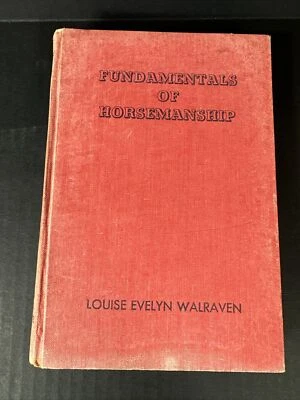 FUNDAMENTALS
OF
HORSEMANSHIP
LOUISE EVELYN WALRAVEN